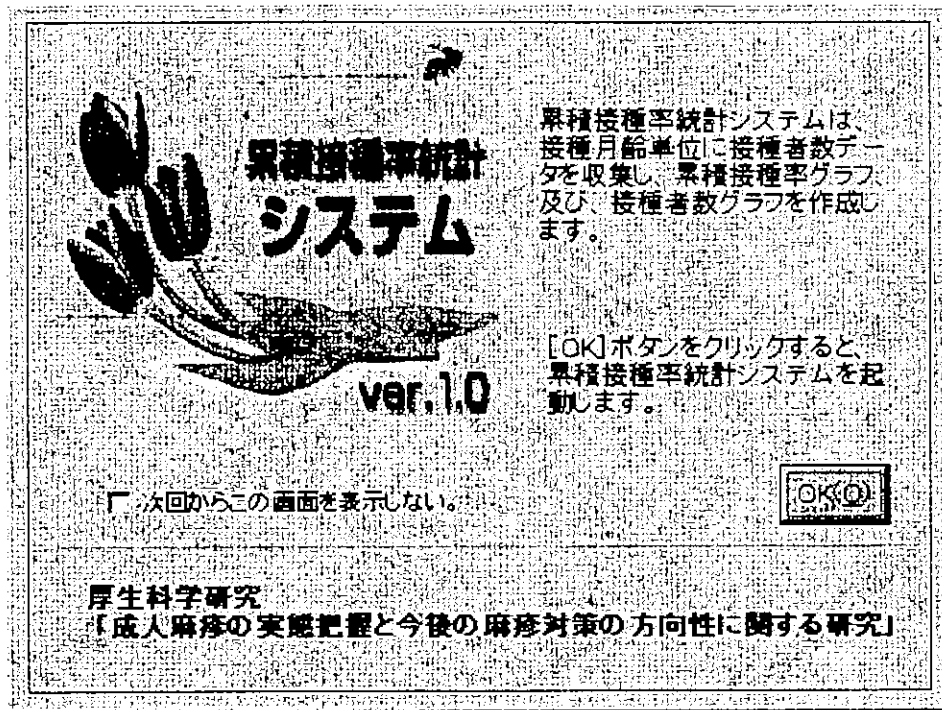 累積接種率統計
システム
ver.1.0
累積接種率統計システムは、
接種月齢単位に接種者数デー
タを収集し、累積接種率グラフ、
及び、接種者数グラフを作成し
ます。
[OK]ボタンをクリックすると、
累積接種率統計システムを起
動します。
次回からこの画面を表示しない。
OK(O)
厚生科学研究
「成人麻疹の実態把握と今後の麻疹対策の方向性に関する研究」